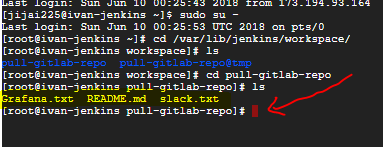 Last login: Sun Jun 10 00:25:43 2018 from 173.194.93.164
[jijai225@ivan-jenkins ~]$ sudo su -
Last login: Sun Jun 10 00:25:53 UTC 2018 on pts/0
[root@ivan-jenkins ~]# cd /var/lib/jenkins/workspace/
[root@ivan-jenkins workspace]# ls
pull-gitlab-repo pull-gitlab-repo@tmp
[root@ivan-jenkins workspace]# cd pull-gitlab-repo
[root@ivan-jenkins pull-gitlab-repo]# ls
Grafana.txt README.md slack.txt
[root@ivan-jenkins pull-gitlab-repo]#